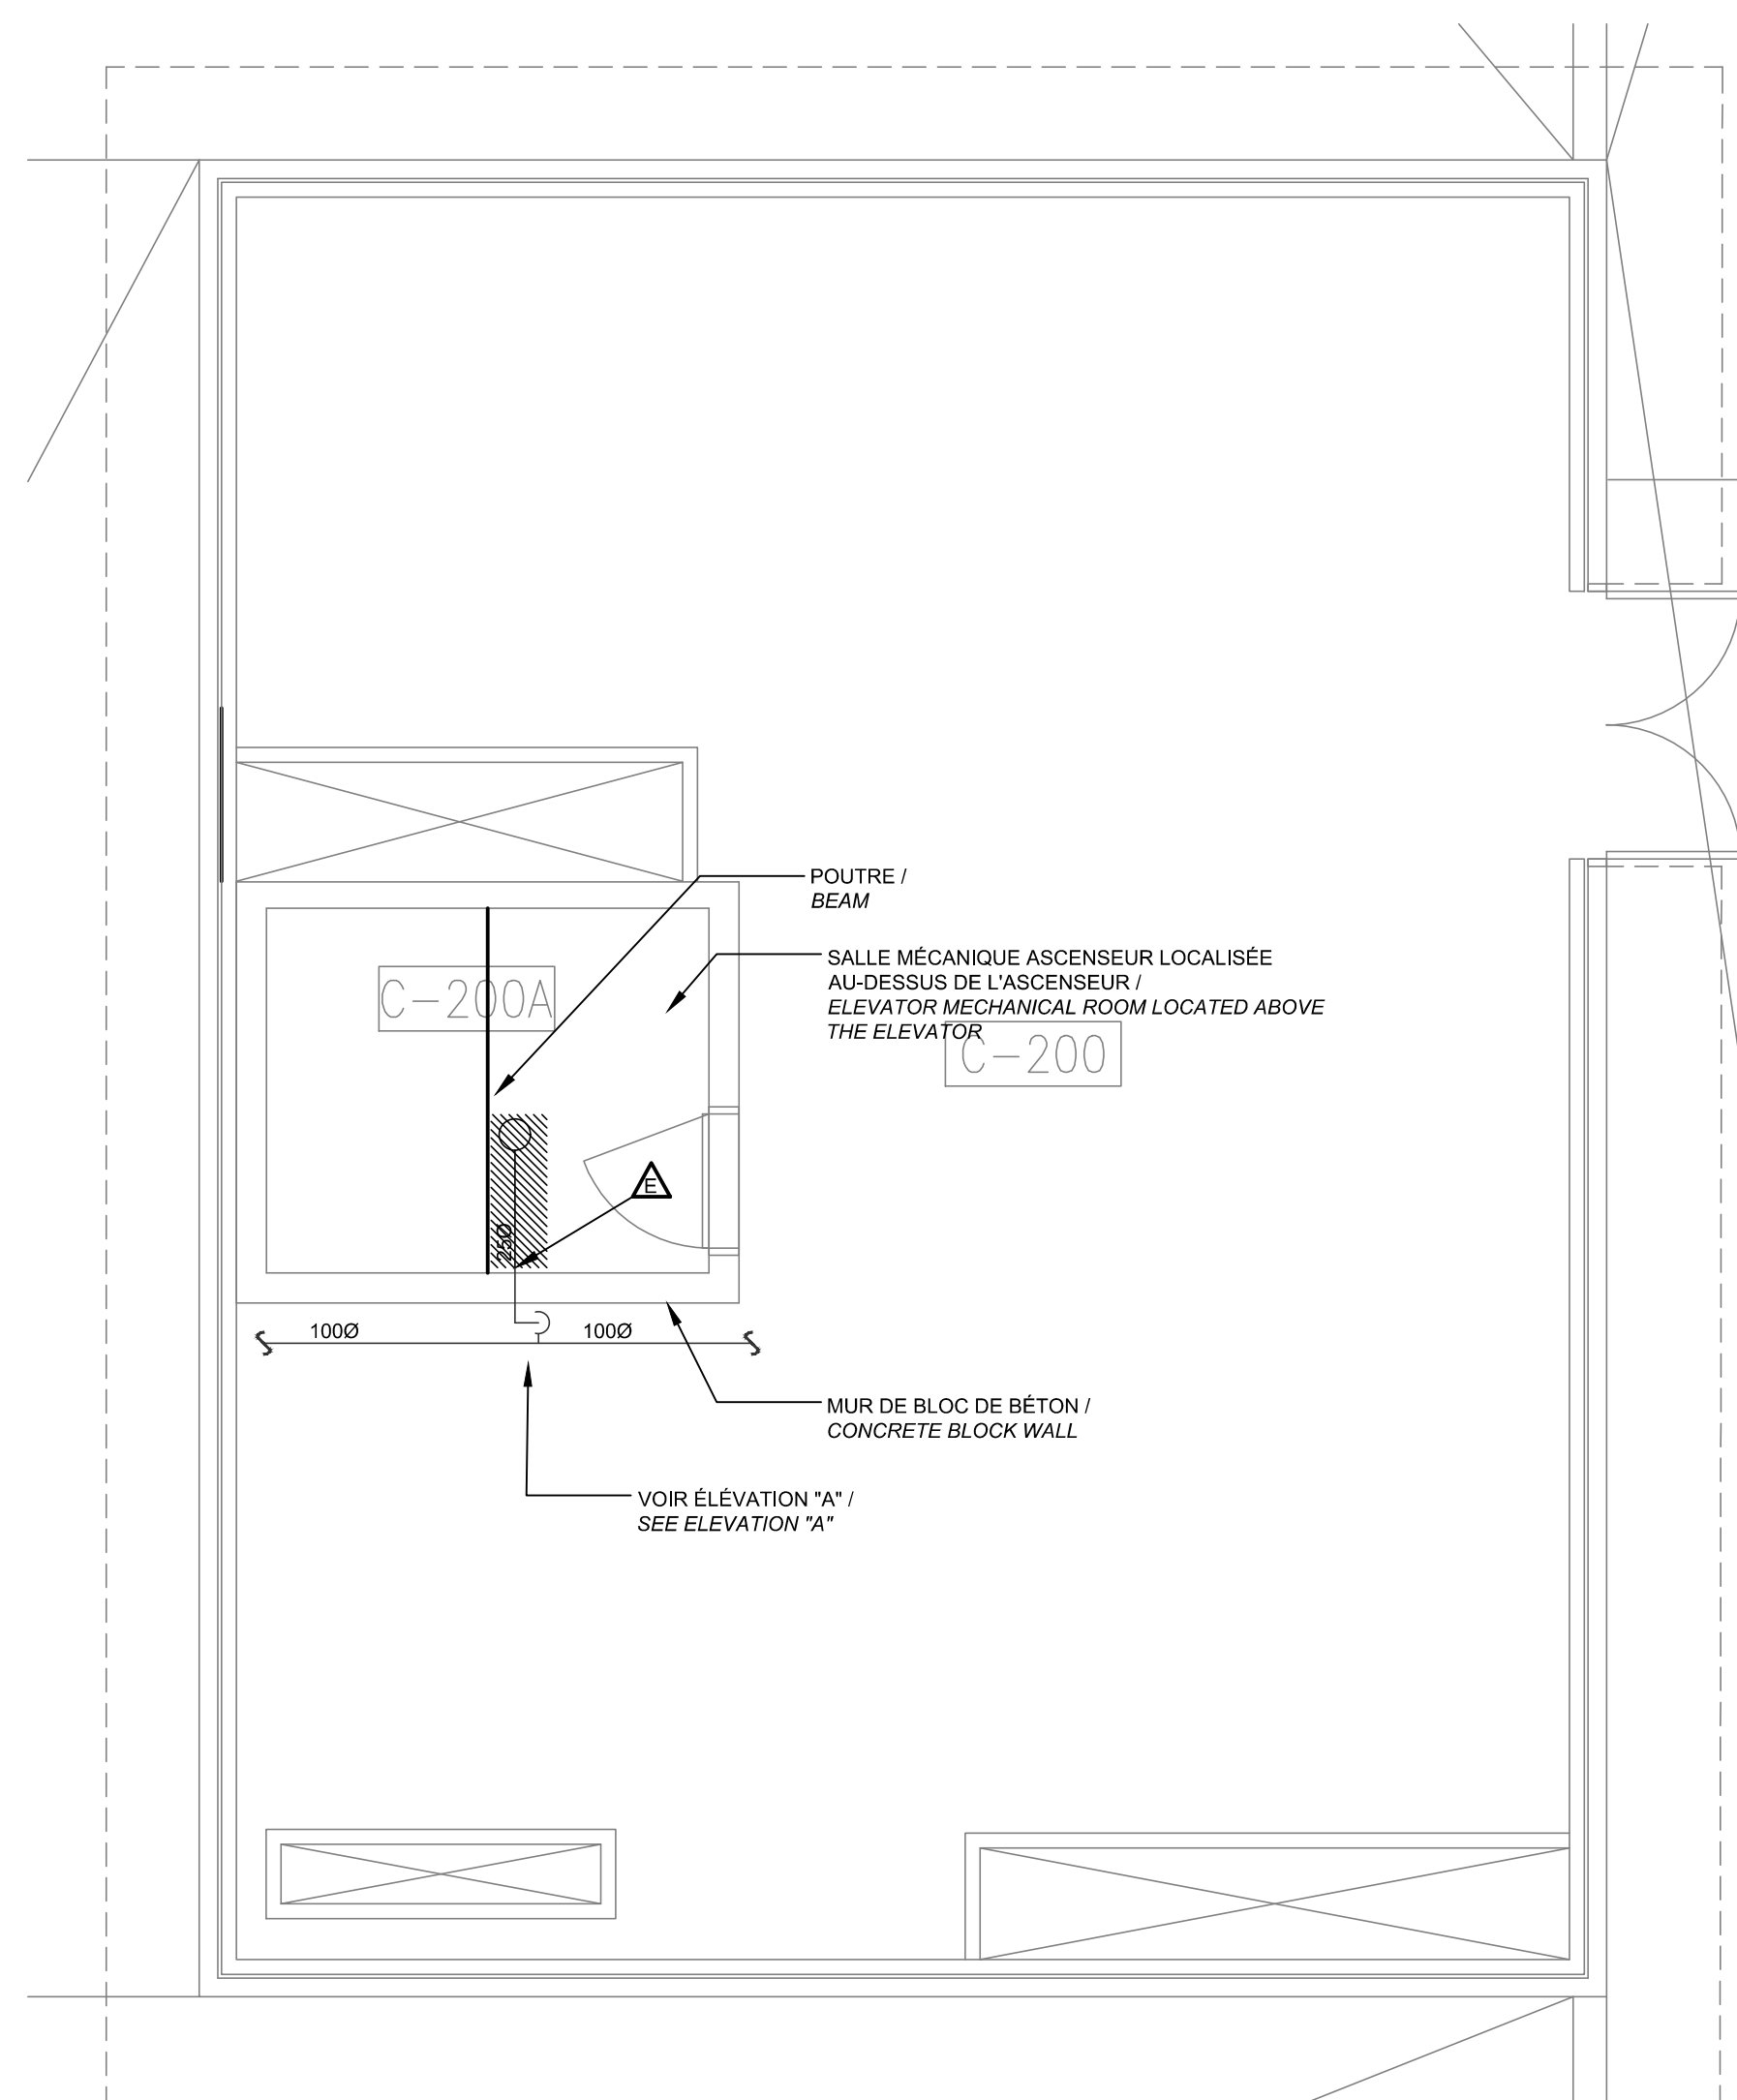 POUTRE /
BEAM
SALLE MÉCANIQUE ASCENSEUR LOCALISÉE
AU-DESSUS DE L'ASCENSEUR /
ELEVATOR MECHANICAL ROOM LOCATED ABOVE
THE ELEVATOR
C-200A
C-200
E
25Ø
100Ø
100Ø
MUR DE BLOC DE BÉTON /
CONCRETE BLOCK WALL
VOIR ÉLÉVATION "A" /
SEE ELEVATION "A"